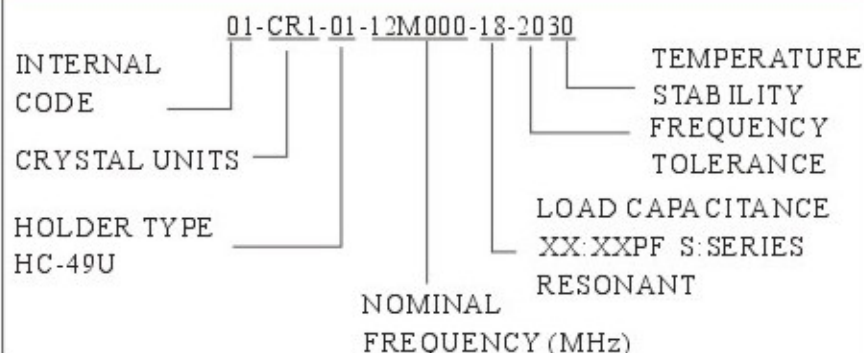 01-CR1-01-12M000-18-2030
INTERNAL
CODE
CRYSTAL UNITS
HOLDER TYPE
HC-49U
NOMINAL
FREQUENCY (MHz)
LOAD CAPACITANCE
XX:XXPF S:SERIES
RESONANT
FREQUENCY
TOLERANCE
TEMPERATURE
STABILITY